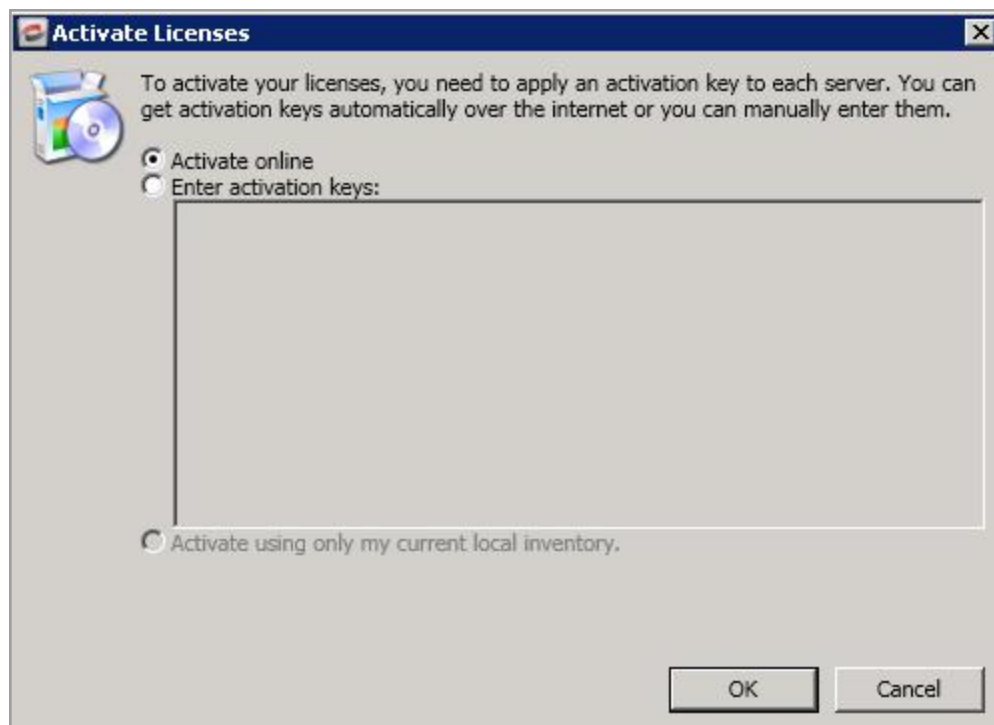 Activate Licenses
To activate your licenses, you need to apply an activation key to each server. You can
get activation keys automatically over the internet or you can manually enter them.
Activate online
Enter activation keys:
Activate using only my current local inventory.
OK
Cancel